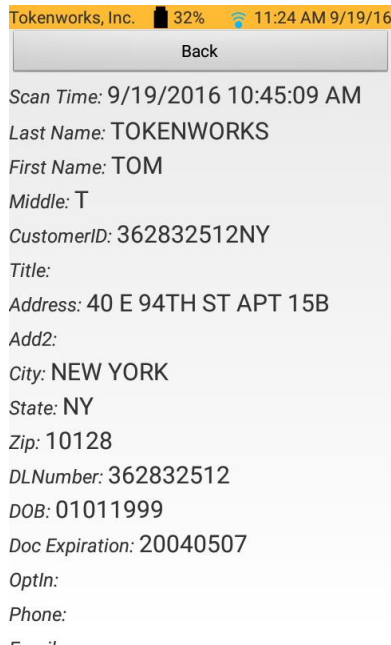 Tokenworks, Inc. 32% 11:24 AM 9/19/16
Back
Scan Time: 9/19/2016 10:45:09 AM
Last Name: TOKENWORKS
First Name: TOM
Middle: T
CustomerID: 362832512NY
Title:
Address: 40 E 94TH ST APT 15B
Add2:
City: NEW YORK
State: NY
Zip: 10128
DLNumber: 362832512
DOB: 01011999
Doc Expiration: 20040507
OptIn:
Phone: